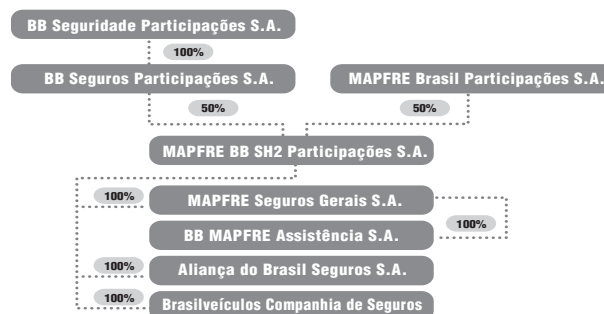 BB Seguridade Participações S.A.
100%
BB Seguros Participações S.A.
MAPFRE Brasil Participações S.A.
50%
50%
MAPFRE BB SH2 Participações S.A.
100%
MAPFRE Seguros Gerais S.A.
100%
BB MAPFRE Assistência S.A.
100%
Aliança do Brasil Seguros S.A.
100%
Brasilveículos Companhia de Seguros